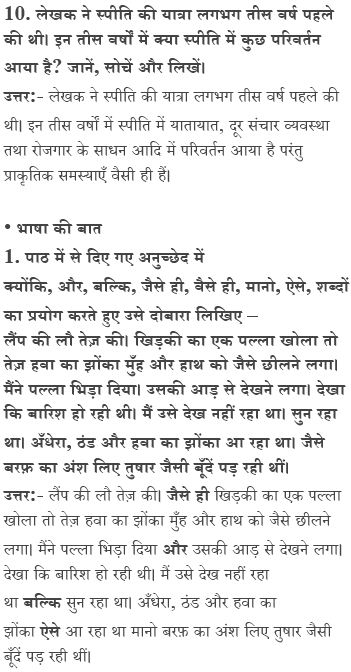 10. लेखक ने स्पीति की यात्रा लगभग तीस वर्ष पहले
की थी। इन तीस वर्षों में क्या स्पीति में कुछ परिवर्तन
आया है? जानें, सोचें और लिखें।
उत्तर:- लेखक ने स्पीति की यात्रा लगभग तीस वर्ष पहले की
थी। इन तीस वर्षों में स्पीति में यातायात, दूर संचार व्यवस्था
तथा रोजगार के साधन आदि में परिवर्तन आया है परंतु
प्राकृतिक समस्याएँ वैसी ही हैं।
• भाषा की बात
1. पाठ में से दिए गए अनुच्छेद में
क्योंकि, और, बल्कि, जैसे ही, वैसे ही, मानो, ऐसे, शब्दों
का प्रयोग करते हुए उसे दोबारा लिखिए –
लैंप की लौ तेज़ की। खिड़की का एक पल्ला खोला तो
तेज़ हवा का झोंका मुँह और हाथ को जैसे छीलने लगा।
मैंने पल्ला भिड़ा दिया। उसकी आड़ से देखने लगा। देखा
कि बारिश हो रही थी। मैं उसे देख नहीं रहा था। सुन रहा
था। अँधेरा, ठंड और हवा का झोंका आ रहा था। जैसे
बरफ़ का अंश लिए तुषार जैसी बूँदें पड़ रही थीं।
उत्तर:- लैंप की लौ तेज़ की। जैसे ही खिड़की का एक पल्ला
खोला तो तेज़ हवा का झोंका मुँह और हाथ को जैसे छीलने
लगा। मैंने पल्ला भिड़ा दिया और उसकी आड़ से देखने लगा।
देखा कि बारिश हो रही थी। मैं उसे देख नहीं रहा
था बल्कि सुन रहा था। अँधेरा, ठंड और हवा का
झोंका ऐसे आ रहा था मानो बरफ़ का अंश लिए तुषार जैसी
बूँदें पड़ रही थीं।